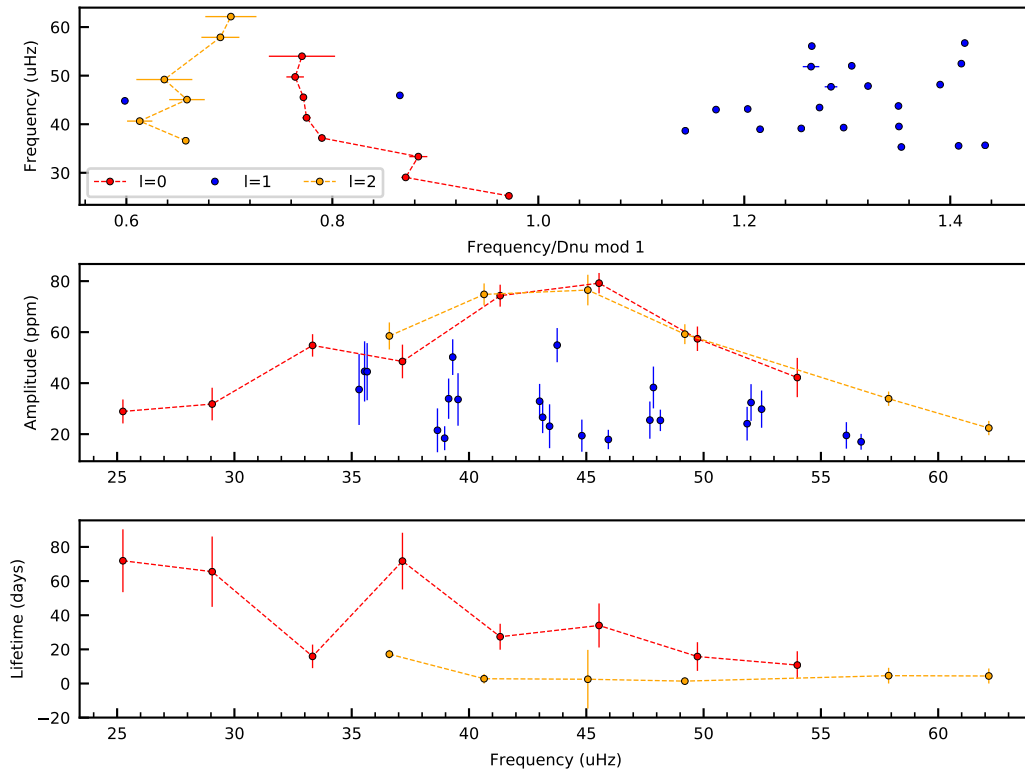 60
50
40
30
Frequency (uHz)
l=0 l=1 l=2
0.6 0.8 1.0 1.2 1.4
Frequency/Dnu mod 1
80
60
40
20
Amplitude (ppm)
25 30 35 40 45 50 55 60
80
60
40
20
0
−20
Lifetime (days)
25 30 35 40 45 50 55 60
Frequency (uHz)